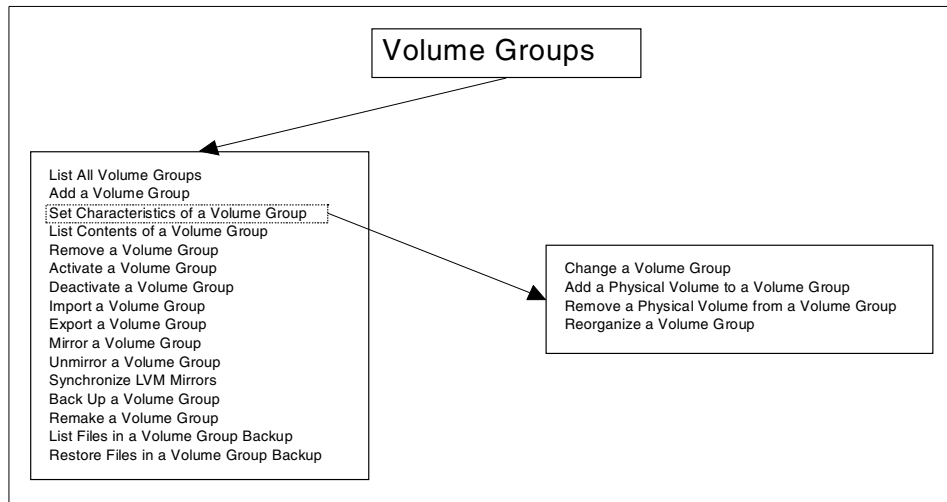 Volume Groups
List All Volume Groups
Add a Volume Group
Set Characteristics of a Volume Group
List Contents of a Volume Group
Remove a Volume Group
Activate a Volume Group
Deactivate a Volume Group
Import a Volume Group
Export a Volume Group
Mirror a Volume Group
Unmirror a Volume Group
Synchronize LVM Mirrors
Back Up a Volume Group
Remake a Volume Group
List Files in a Volume Group Backup
Restore Files in a Volume Group Backup
Change a Volume Group
Add a Physical Volume to a Volume Group
Remove a Physical Volume from a Volume Group
Reorganize a Volume Group